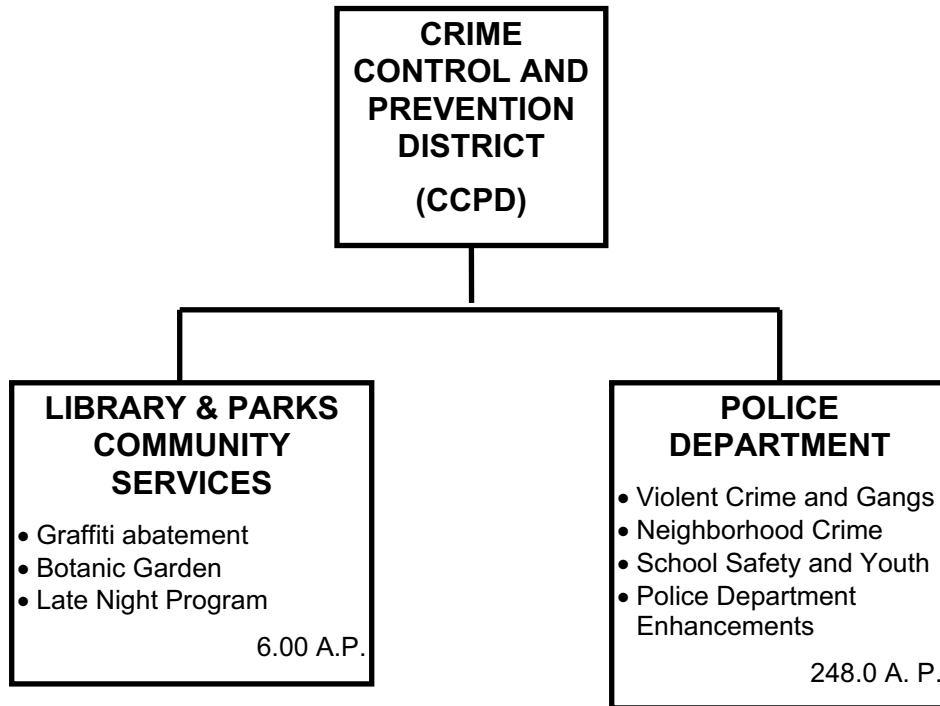 CRIME
CONTROL AND
PREVENTION
DISTRICT
(CCPD)
LIBRARY & PARKS
COMMUNITY
SERVICES
• Graffiti abatement
• Botanic Garden
• Late Night Program
6.00 A.P.
POLICE
DEPARTMENT
• Violent Crime and Gangs
• Neighborhood Crime
• School Safety and Youth
• Police Department
Enhancements
248.0 A. P.